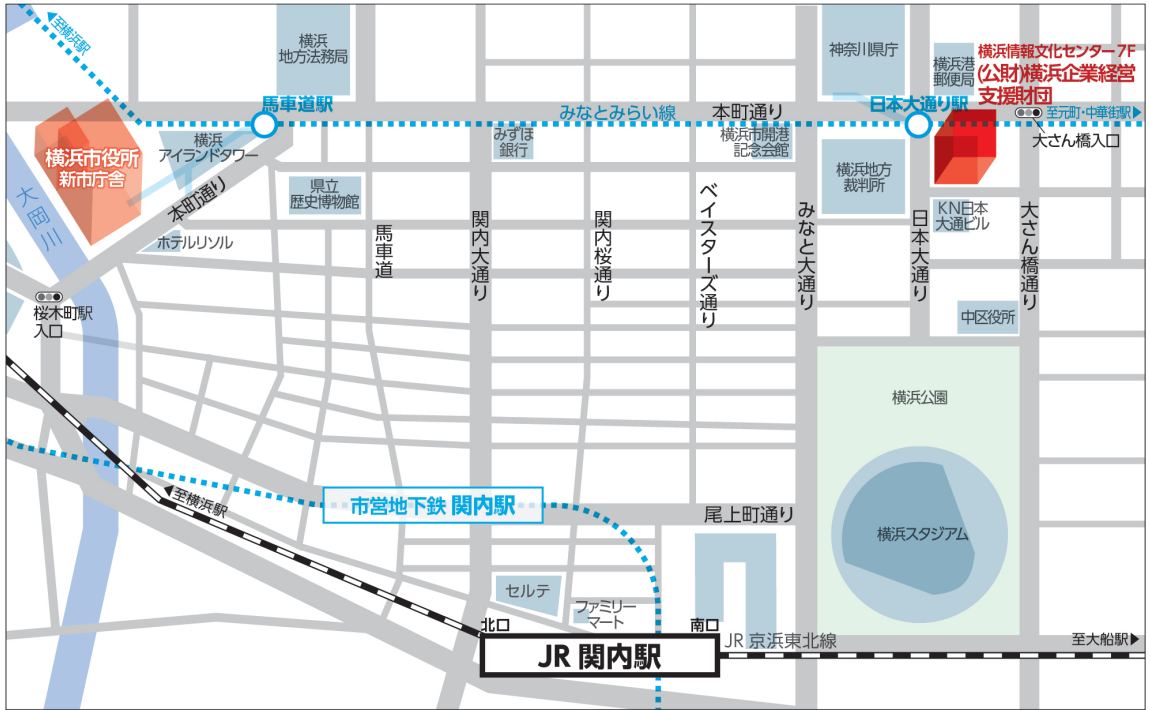 至横浜駅
横浜
地方法務局
神奈川県庁
横浜港
郵便局
横浜情報文化センター7F
(公財)横浜企業経営
支援財団
馬車道駅
みなとみらい線
本町通り
日本大通り駅
至元町・中華街駅
大さん橋入口
横浜市役所
新市庁舎
横浜
アイランドタワー
みずほ
銀行
横浜市開港
記念会館
横浜地方
裁判所
大岡川
本町通り
県立
歴史博物館
ホテルリソル
馬車道
関内大通り
関内桜通り
ベイスターズ通り
みなと大通り
日本大通り
KN日本
大通ビル
大さん橋通り
桜木町駅
入口
中区役所
横浜公園
至横浜駅
市営地下鉄 関内駅
尾上町通り
横浜スタジアム
セルテ
ファミリー
マート
北口
南口
JR 関内駅
JR 京浜東北線
至大船駅